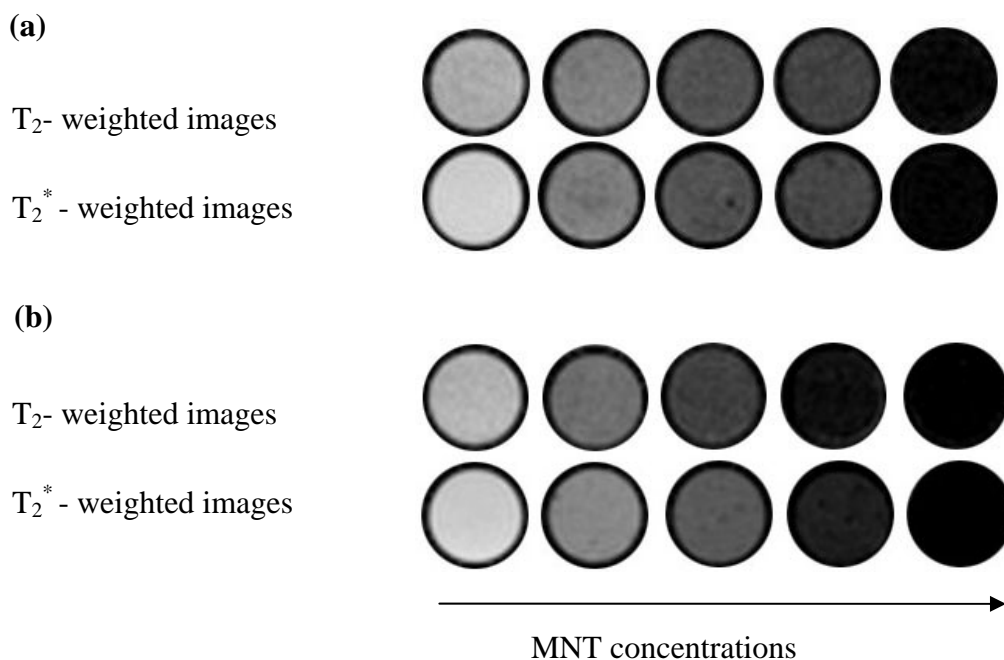 (a)
T₂- weighted images
T₂* - weighted images
(b)
T₂- weighted images
T₂* - weighted images
MNT concentrations